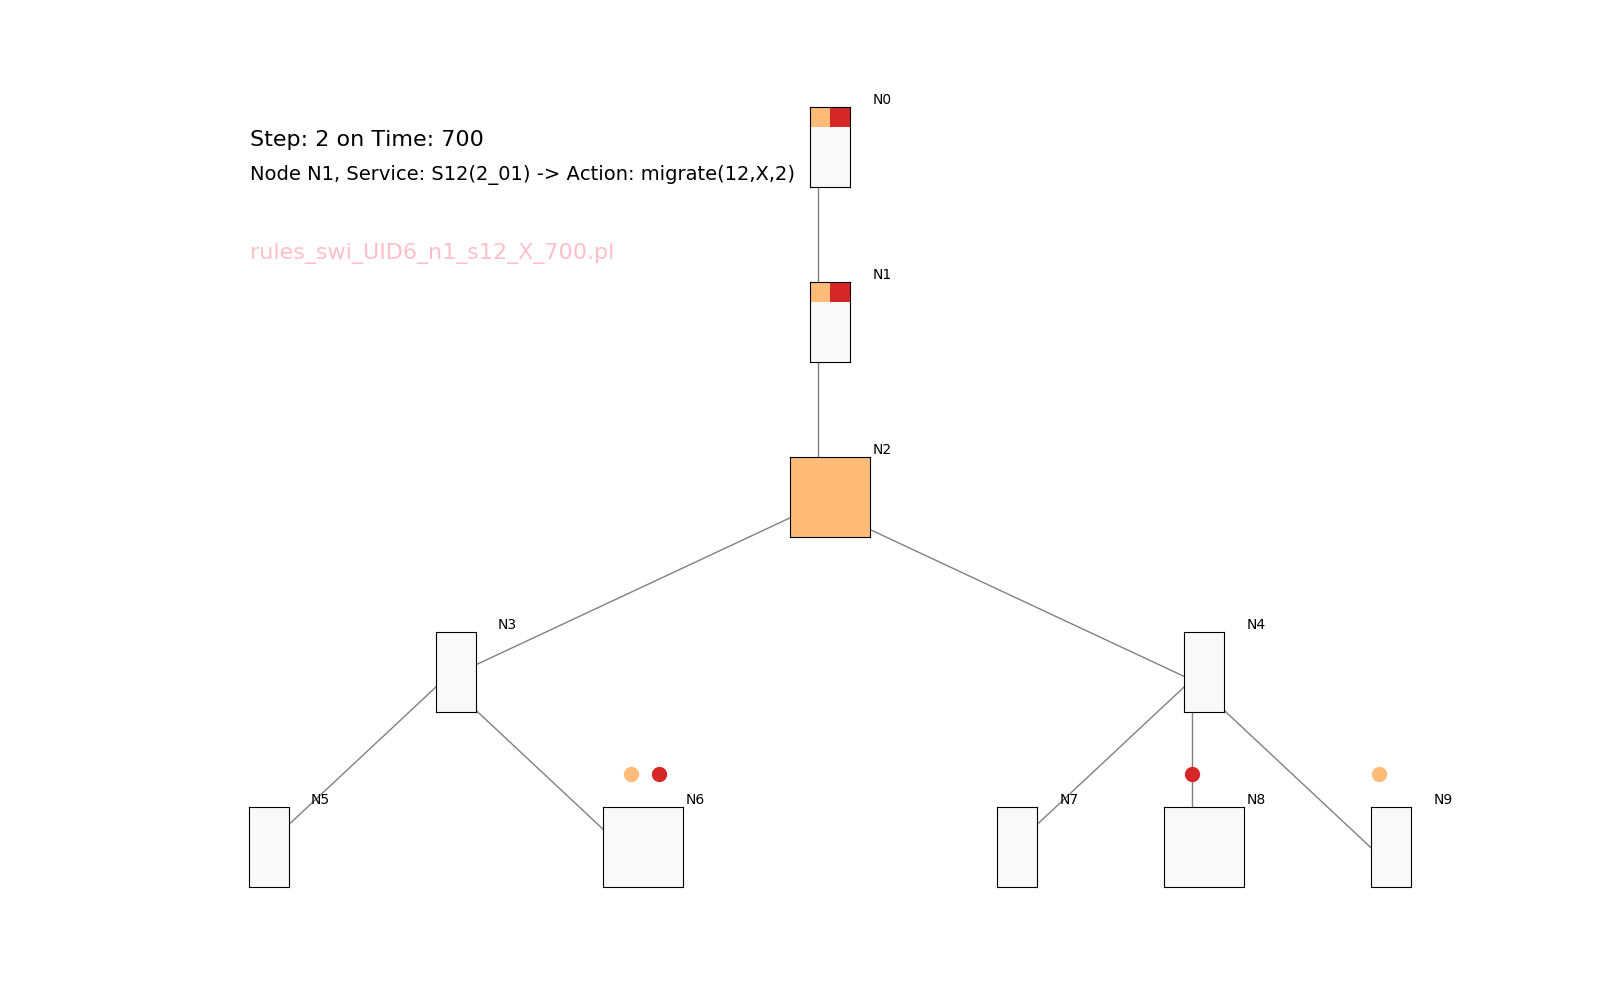 N0
Step: 2 on Time: 700
Node N1, Service: S12(2_01) -> Action: migrate(12,X,2)
rules_swi_UID6_n1_s12_X_700.pl
N1
N2
N3
N4
N5
N6
N7
N8
N9